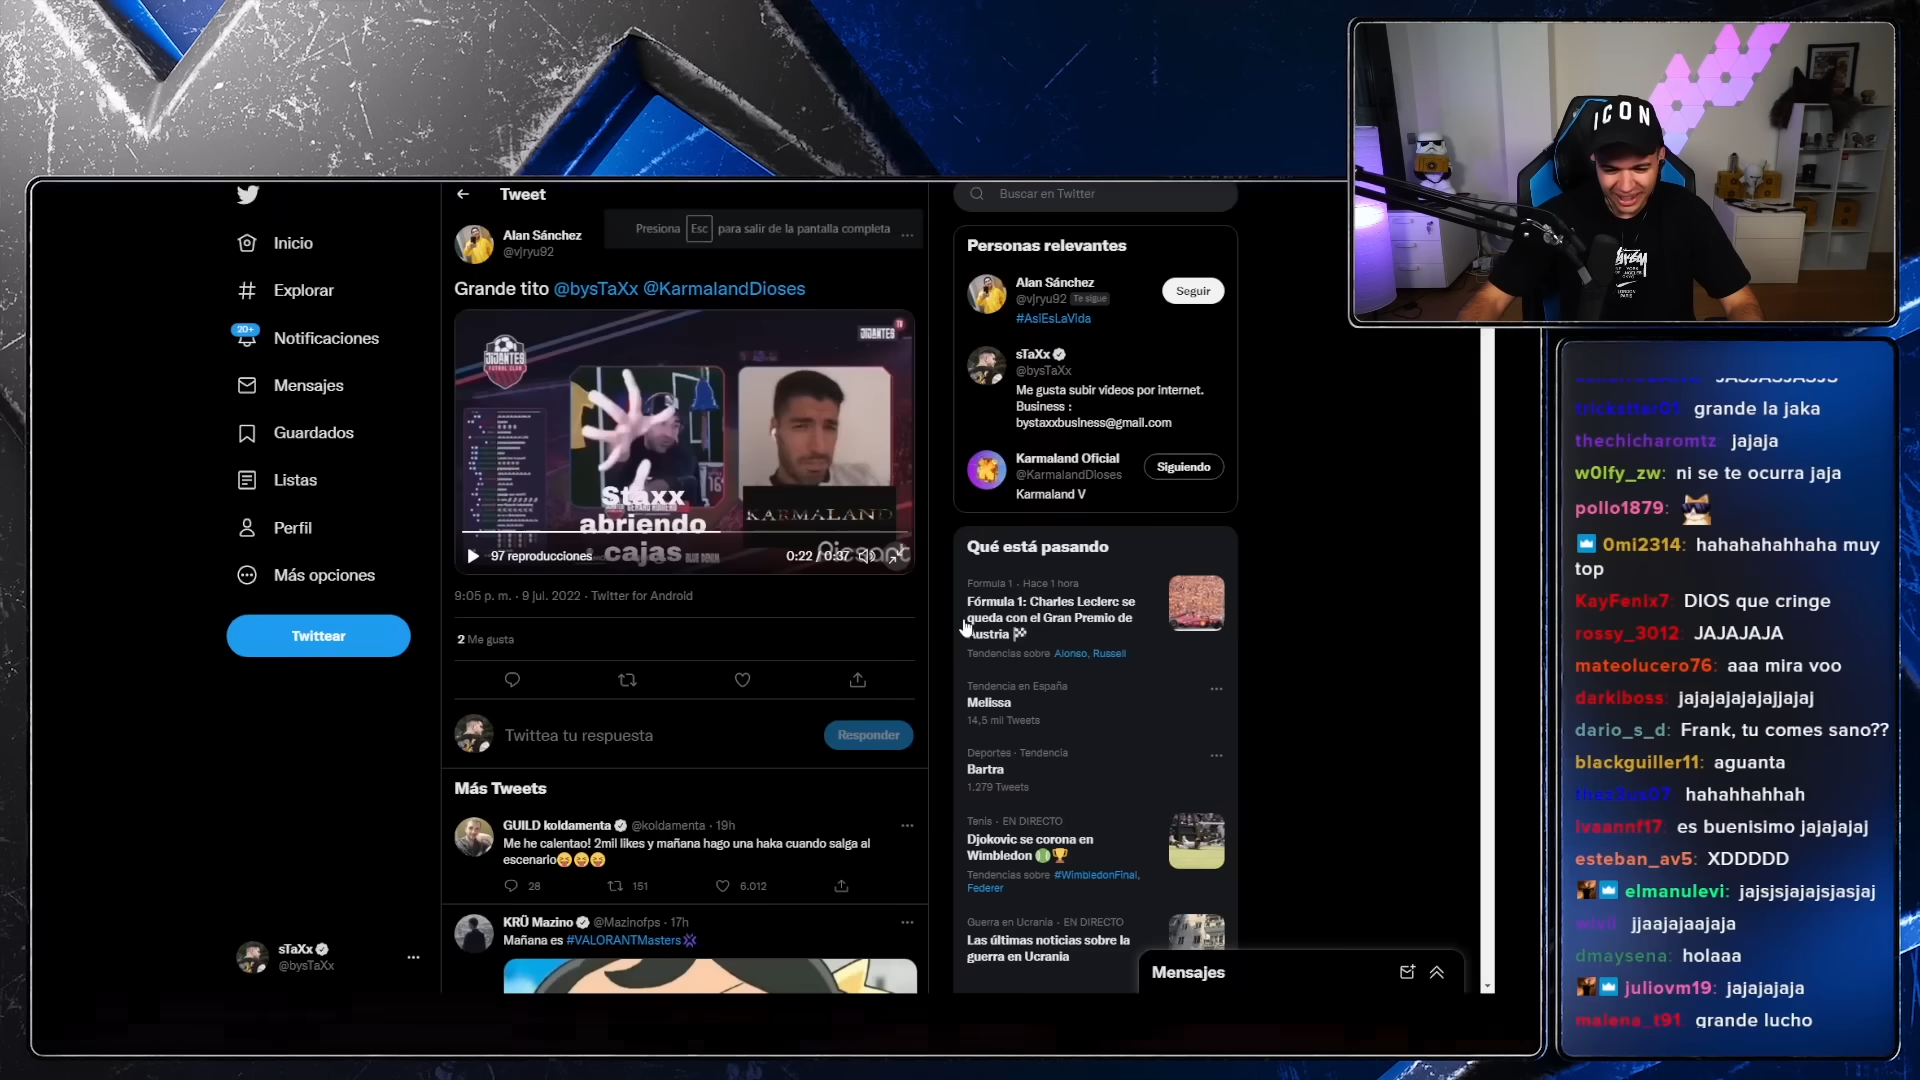 Inicio
Explorar
20+
Notificaciones
Mensajes
Guardados
Listas
Perfil
Más opciones
Twittear
sTaXx
@bysTaXx
Tweet
Presiona Esc para salir de la pantalla completa
Alan Sánchez
@vjryu92
Grande tito @bysTaXx @KarmalandDioses
JIJANTES
FUTBOL CLUB
JIJANTES
Staxx
abriendo
cajas
KARMALAND
97 reproducciones
0:22 / 0:37
9:05 p. m. · 9 jul. 2022 · Twitter for Android
2 Me gusta
Twittea tu respuesta
Responder
Más Tweets
GUILD koldamenta @koldamenta · 19h
Me he calentao! 2mil likes y mañana hago una haka cuando salga al
escenario😝😝😝
28
151
6.012
KRÜ Mazino @Mazinofps · 17h
Mañana es #VALORANTMasters
Buscar en Twitter
Personas relevantes
Alan Sánchez
@vjryu92 Te sigue
#AsiEsLaVida
Seguir
sTaXx
@bysTaXx
Me gusta subir videos por internet.
Business :
bystaxxbusiness@gmail.com
Karmaland Oficial
@KarmalandDioses
Karmaland V
Siguiendo
Qué está pasando
Formula 1 · Hace 1 hora
Fórmula 1: Charles Leclerc se
queda con el Gran Premio de
Austria 🏁
Tendencias sobre Alonso, Russell
Tendencia en España
Melissa
14,5 mil Tweets
Deportes · Tendencia
Bartra
1.279 Tweets
Tenis · EN DIRECTO
Djokovic se corona en
Wimbledon 🎾🏆
Tendencias sobre #WimbledonFinal,
Federer
Guerra en Ucrania · EN DIRECTO
Las últimas noticias sobre la
guerra en Ucrania
Mensajes
ICON
grande la jaka
thechicharomtz jajaja
w0lfy_zw: ni se te ocurra jaja
pollo1879:
0mi2314: hahahahahhaha muy
top
KayFenix7: DIOS que cringe
rossy_3012: JAJAJAJA
mateolucero76: aaa mira voo
darklboss: jajajajajajajjajaj
dario_s_d: Frank, tu comes sano??
blackguiller11: aguanta
hahahhahhah
ivaannf17: es buenisimo jajajajaj
esteban_av5: XDDDDD
elmanulevi: jajsjsjajajsjasjaj
jjaajajaajaja
dmaysena: holaaa
juliovm19: jajajajaja
malena_t91: grande lucho